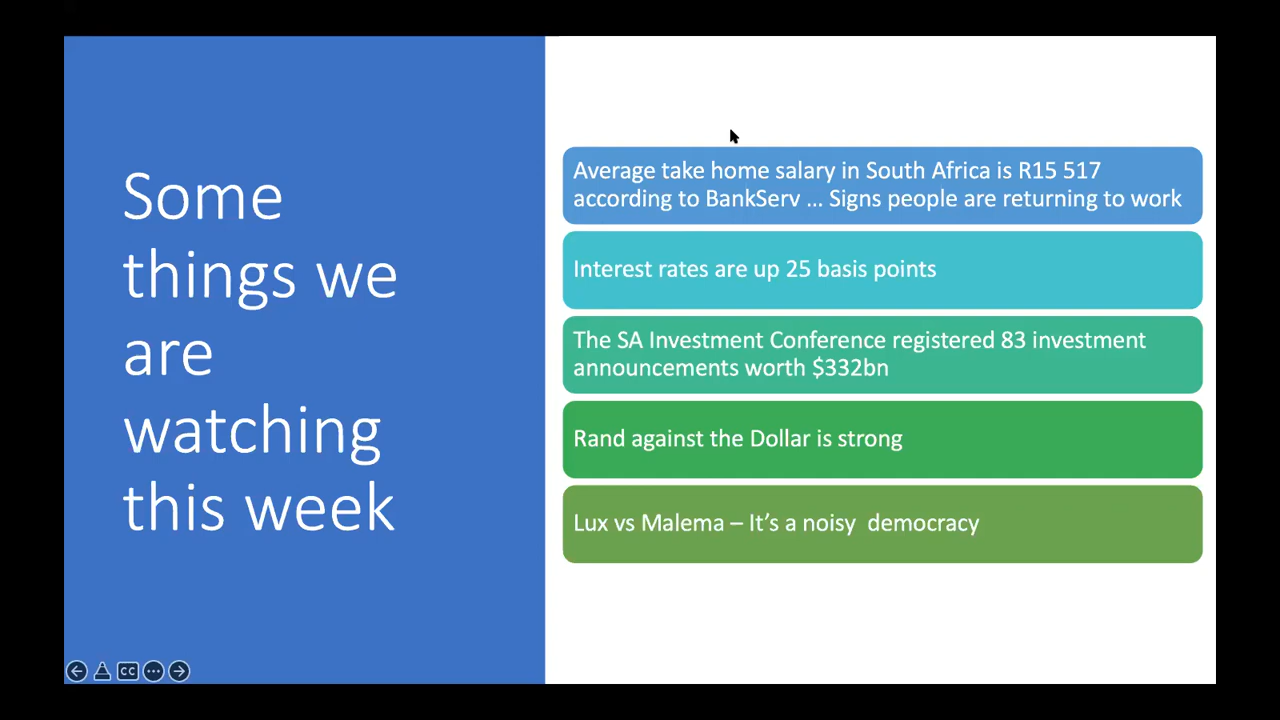 Some
things we
are
watching
this week
Average take home salary in South Africa is R15 517
according to BankServ ... Signs people are returning to work
Interest rates are up 25 basis points
The SA Investment Conference registered 83 investment
announcements worth $332bn
Rand against the Dollar is strong
Lux vs Malema – It's a noisy  democracy
CC